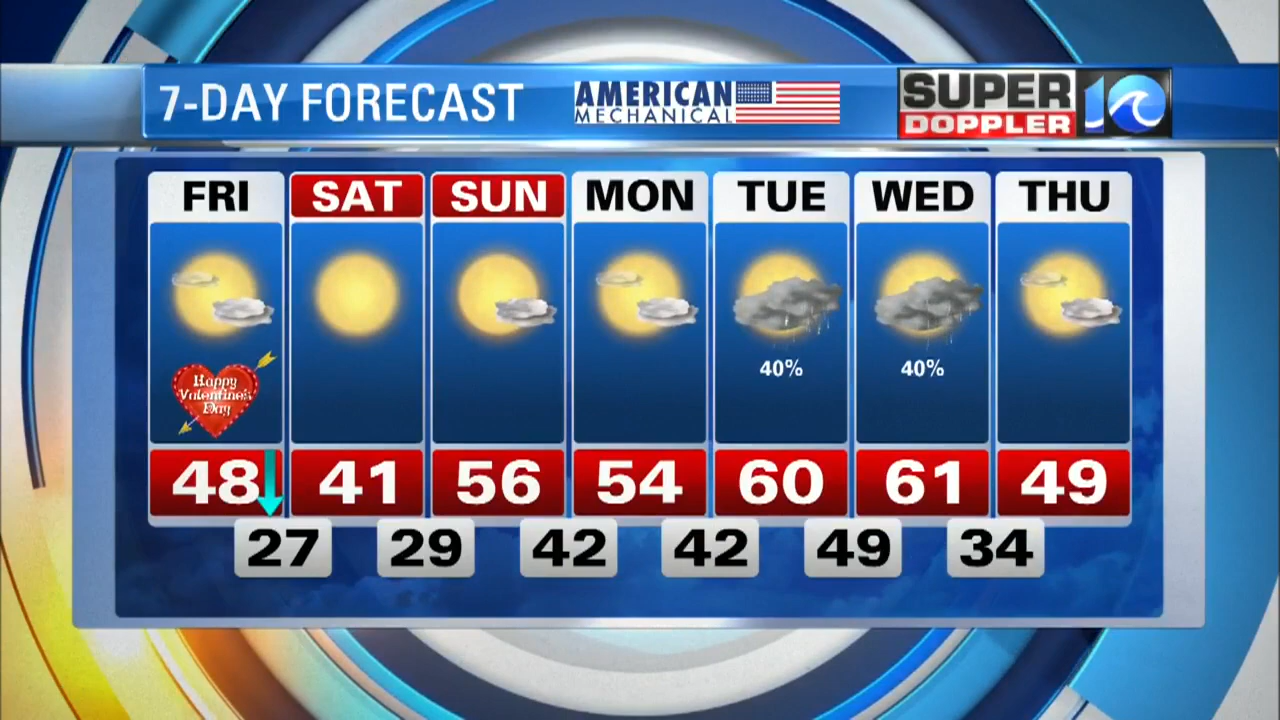 7-DAY FORECAST
AMERICAN
MECHANICAL
SUPER
DOPPLER
10
FRI
SAT
SUN
MON
TUE
WED
THU
Happy
Valentine's
Day
40%
40%
48
41
56
54
60
61
49
27
29
42
42
49
34